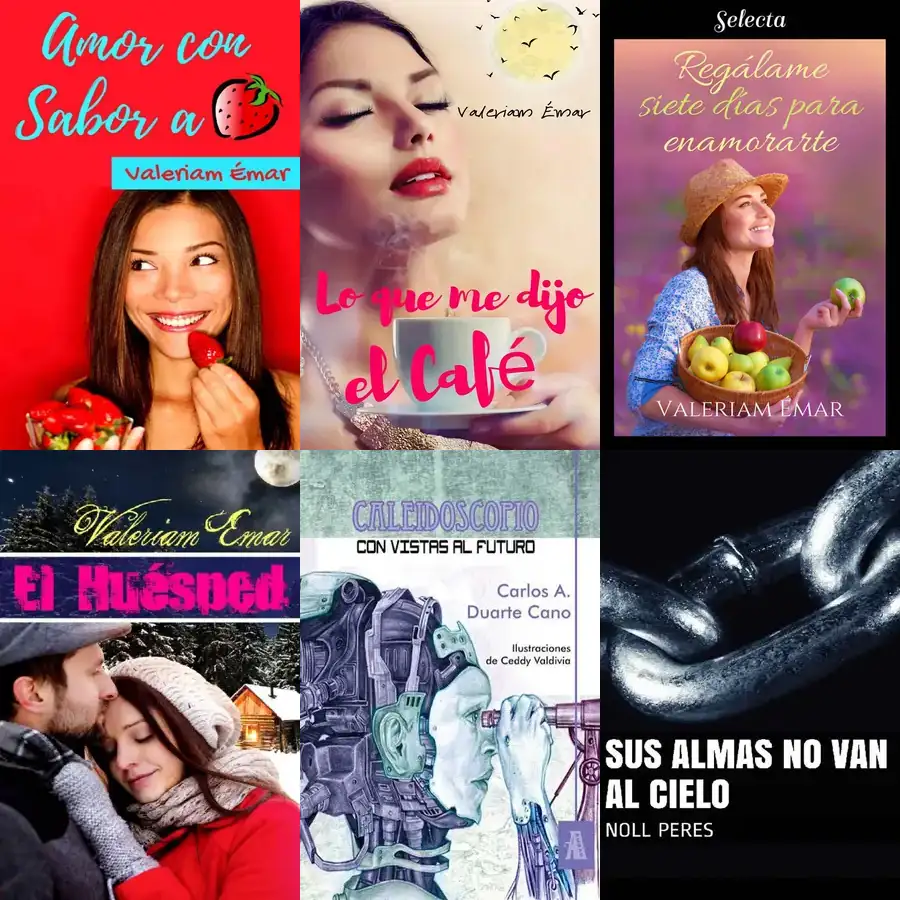 Amor con
Sabor a
Valeriam Émar
Valeriam Émar
Lo que me dijo
el Café
Selecta
Regálame
siete días para
enamorarte
VALERIAM ÉMAR
Valeriam Emar
El Huésped
CALEIDOSCOPIO
CON VISTAS AL FUTURO
Carlos A.
Duarte Cano
Ilustraciones
de Ceddy Valdivia
A
SUS ALMAS NO VAN
AL CIELO
NOLL PERES